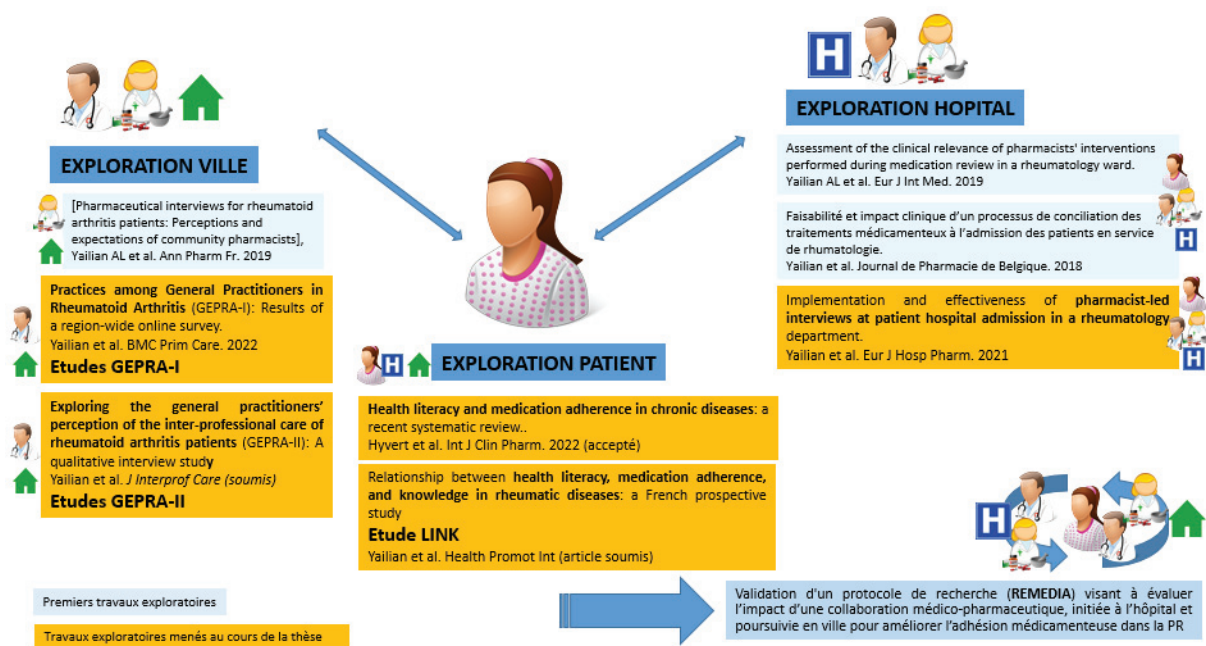 EXPLORATION VILLE
[Pharmaceutical interviews for rheumatoid
arthritis patients: Perceptions and
expectations of community pharmacists],
Yailian AL et al. Ann Pharm Fr. 2019
Practices among General Practitioners in
Rheumatoid Arthritis (GEPRA-I): Results of
a region-wide online survey.
Yailian et al. BMC Prim Care. 2022
Etudes GEPRA-I
Exploring the general practitioners'
perception of the inter-professional care of
rheumatoid arthritis patients (GEPRA-II): A
qualitative interview study
Yailian et al. J Interprof Care (soumis)
Etudes GEPRA-II
H
EXPLORATION PATIENT
Health literacy and medication adherence in chronic diseases: a
recent systematic review..
Hyvert et al. Int J Clin Pharm. 2022 (accepté)
Relationship between health literacy, medication adherence,
and knowledge in rheumatic diseases: a French prospective
study
Etude LINK
Yailian et al. Health Promot Int (article soumis)
H
EXPLORATION HOPITAL
Assessment of the clinical relevance of pharmacists' interventions
performed during medication review in a rheumatology ward.
Yailian AL et al. Eur J Int Med. 2019
Faisabilité et impact clinique d'un processus de conciliation des
traitements médicamenteux à l'admission des patients en service
de rhumatologie.
Yailian et al. Journal de Pharmacie de Belgique. 2018
H
Implementation and effectiveness of pharmacist-led
interviews at patient hospital admission in a rheumatology
department.
Yailian et al. Eur J Hosp Pharm. 2021
H
H
Premiers travaux exploratoires
Travaux exploratoires menés au cours de la thèse
Validation d'un protocole de recherche (REMEDIA) visant à évaluer
l'impact d'une collaboration médico-pharmaceutique, initiée à l'hôpital et
poursuivie en ville pour améliorer l'adhésion médicamenteuse dans la PR